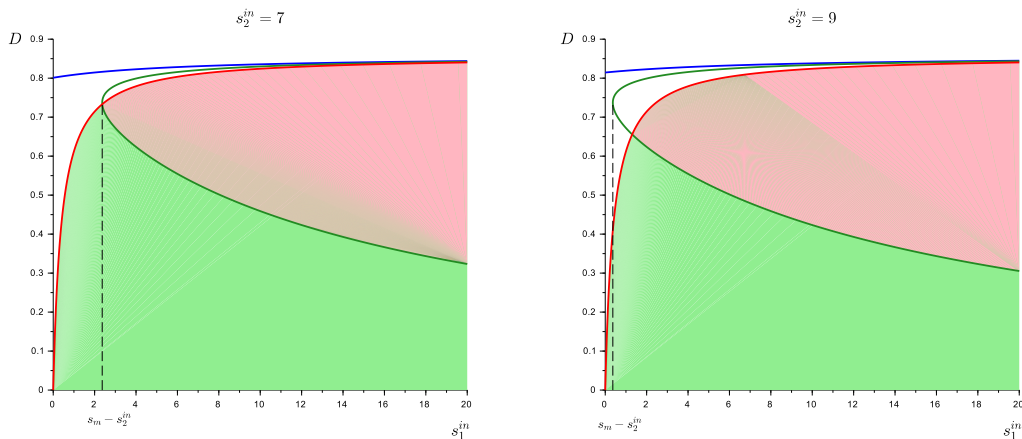 $s_2^{in} = 7$
D
0.9
0.8
0.7
0.6
0.5
0.4
0.3
0.2
0.1
0
0 2 4 6 8 10 12 14 16 18 20
$s_m - s_2^{in}$
$s_1^{in}$
$s_2^{in} = 9$
D
0.9
0.8
0.7
0.6
0.5
0.4
0.3
0.2
0.1
0
0 2 4 6 8 10 12 14 16 18 20
$s_m - s_2^{in}$
$s_1^{in}$